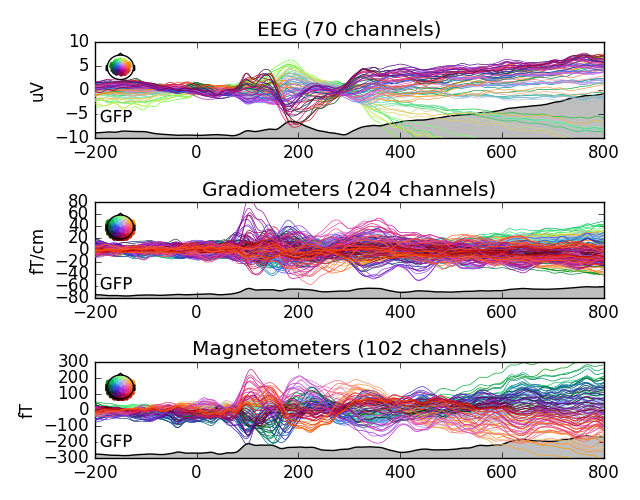 EEG (70 channels)
10
5
0
−5
−10
uV
GFP
−200 0 200 400 600 800
Gradiometers (204 channels)
80
60
40
20
0
−20
−40
−60
−80
fT/cm
GFP
−200 0 200 400 600 800
Magnetometers (102 channels)
300
200
100
0
−100
−200
−300
fT
GFP
−200 0 200 400 600 800